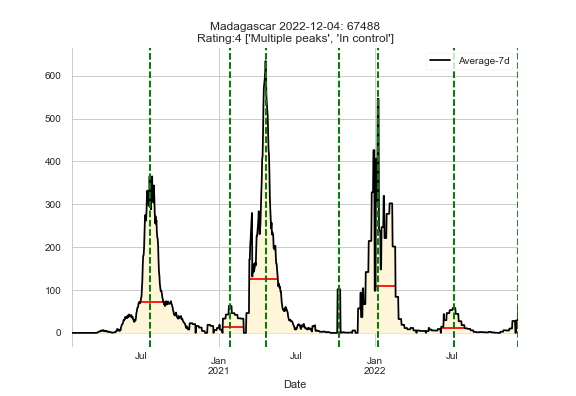 Madagascar 2022-12-04: 67488
Rating:4 ['Multiple peaks', 'In control']
Average-7d
600
500
400
300
200
100
0
Jul
Jan
2021
Jul
Jan
2022
Jul
Date